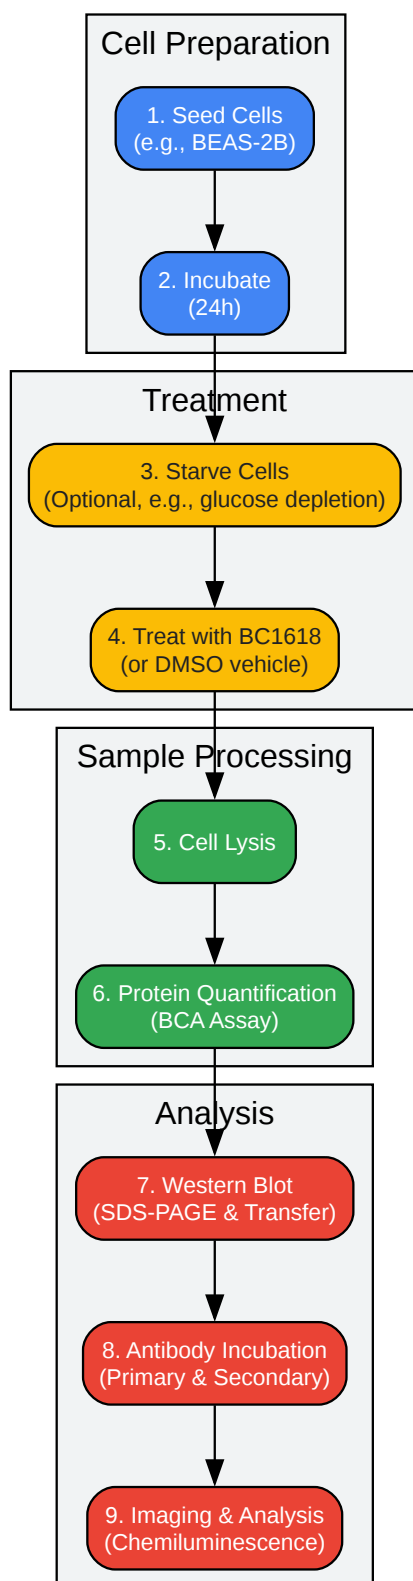 Cell Preparation
1. Seed Cells
(e.g., BEAS-2B)
2. Incubate
(24h)
Treatment
3. Starve Cells
(Optional, e.g., glucose depletion)
4. Treat with BC1618
(or DMSO vehicle)
Sample Processing
5. Cell Lysis
6. Protein Quantification
(BCA Assay)
Analysis
7. Western Blot
(SDS-PAGE & Transfer)
8. Antibody Incubation
(Primary & Secondary)
9. Imaging & Analysis
(Chemiluminescence)